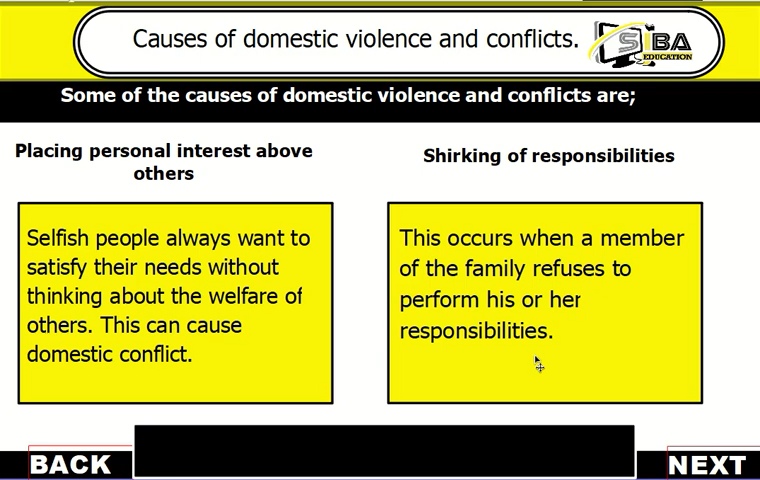 Causes of domestic violence and conflicts.
SIBA
EDUCATION
Some of the causes of domestic violence and conflicts are;
Placing personal interest above
others
Selfish people always want to
satisfy their needs without
thinking about the welfare of
others. This can cause
domestic conflict.
Shirking of responsibilities
This occurs when a member
of the family refuses to
perform his or her
responsibilities.
BACK
NEXT